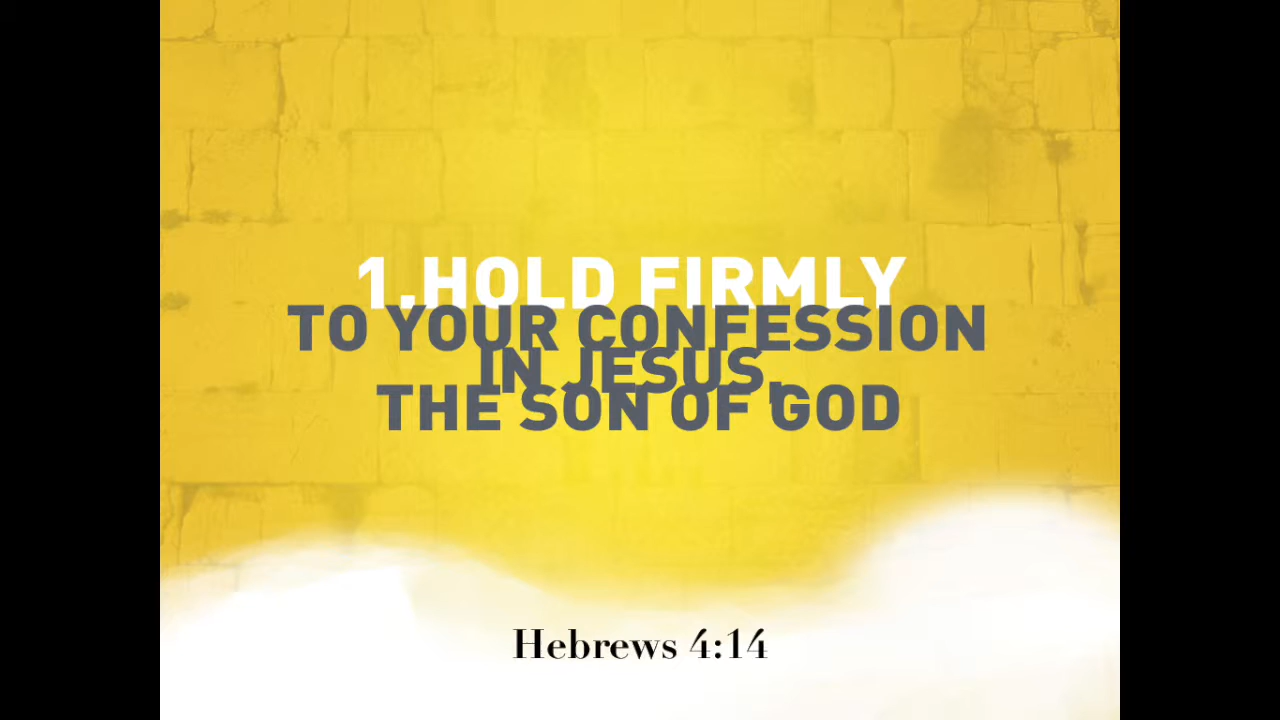 1.HOLD FIRMLY
TO YOUR CONFESSION
IN JESUS,
THE SON OF GOD
Hebrews 4:14